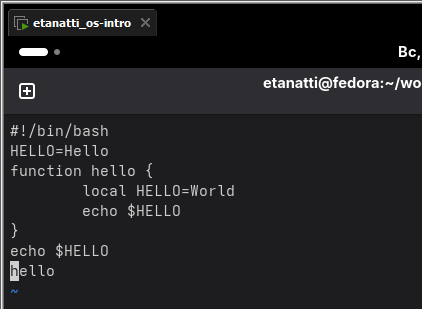 etanatti_os-intro
Вс,
etanatti@fedora:~/wo
#!/bin/bash
HELLO=Hello
function hello {
        local HELLO=World
        echo $HELLO
}
echo $HELLO
hello
~